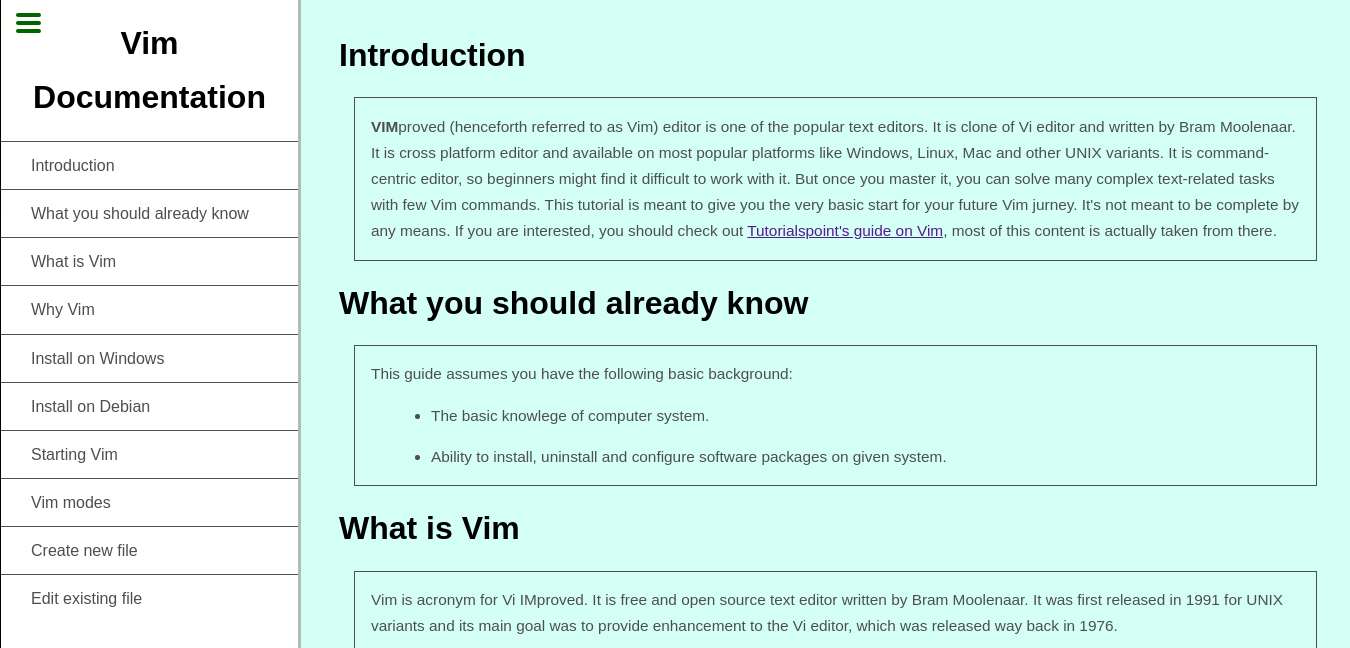 Vim
Documentation
Introduction
What you should already know
What is Vim
Why Vim
Install on Windows
Install on Debian
Starting Vim
Vim modes
Create new file
Edit existing file
Introduction
VIMproved (henceforth referred to as Vim) editor is one of the popular text editors. It is clone of Vi editor and written by Bram Moolenaar.
It is cross platform editor and available on most popular platforms like Windows, Linux, Mac and other UNIX variants. It is command-
centric editor, so beginners might find it difficult to work with it. But once you master it, you can solve many complex text-related tasks
with few Vim commands. This tutorial is meant to give you the very basic start for your future Vim jurney. It's not meant to be complete by
any means. If you are interested, you should check out Tutorialspoint's guide on Vim, most of this content is actually taken from there.
What you should already know
This guide assumes you have the following basic background:
• The basic knowlege of computer system.
• Ability to install, uninstall and configure software packages on given system.
What is Vim
Vim is acronym for Vi IMproved. It is free and open source text editor written by Bram Moolenaar. It was first released in 1991 for UNIX
variants and its main goal was to provide enhancement to the Vi editor, which was released way back in 1976.